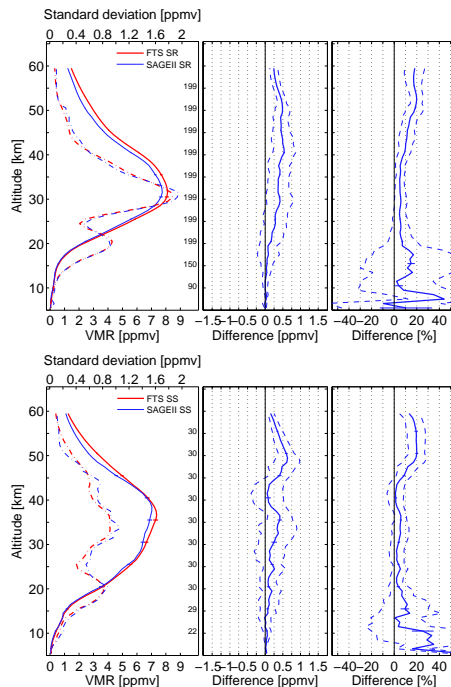 Standard deviation [ppmv]
0 0.4 0.8 1.2 1.6 2
FTS SR
SAGEII SR
60
50
40
30
20
10
Altitude [km]
199
199
199
199
199
199
199
199
150
90
0 1 2 3 4 5 6 7 8 9
VMR [ppmv]
−1.5 −1 −0.5 0 0.5 1 1.5
Difference [ppmv]
−40 −20 0 20 40
Difference [%]
Standard deviation [ppmv]
0 0.4 0.8 1.2 1.6 2
FTS SS
SAGEII SS
60
50
40
30
20
10
Altitude [km]
30
30
30
30
30
30
30
30
29
22
0 1 2 3 4 5 6 7 8 9
VMR [ppmv]
−1.5 −1 −0.5 0 0.5 1 1.5
Difference [ppmv]
−40 −20 0 20 40
Difference [%]